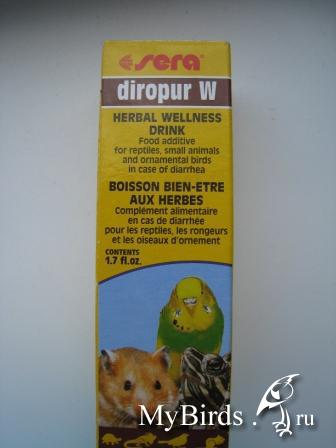 sera
diropur W
HERBAL WELLNESS
DRINK
Food additive
for reptiles, small animals
and ornamental birds
in case of diarrhea
BOISSON BIEN-ETRE
AUX HERBES
Complément alimentaire
en cas de diarrhée
pour les reptiles, les rongeurs
et les oiseaux d'ornement
CONTENTS
1.7 fl.oz.
MyBirds.ru